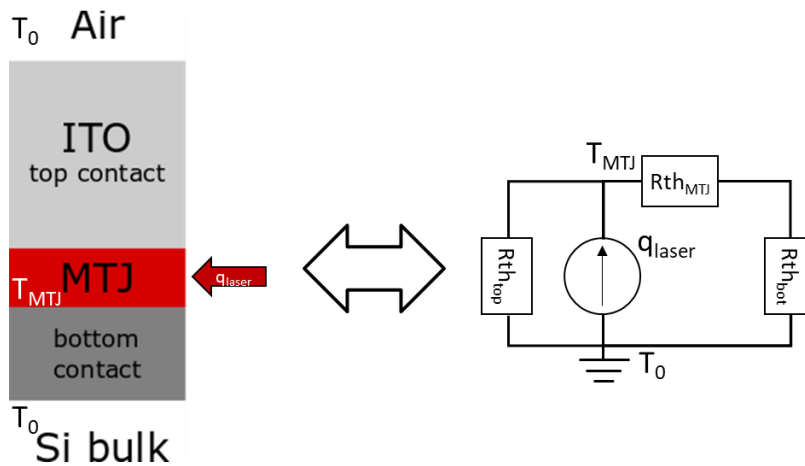 T0
Air
ITO
top contact
MTJ
TMTJ
qlaser
bottom
contact
T0
Si bulk
TMTJ
RthMTJ
qlaser
Rthtop
Rthbot
T0